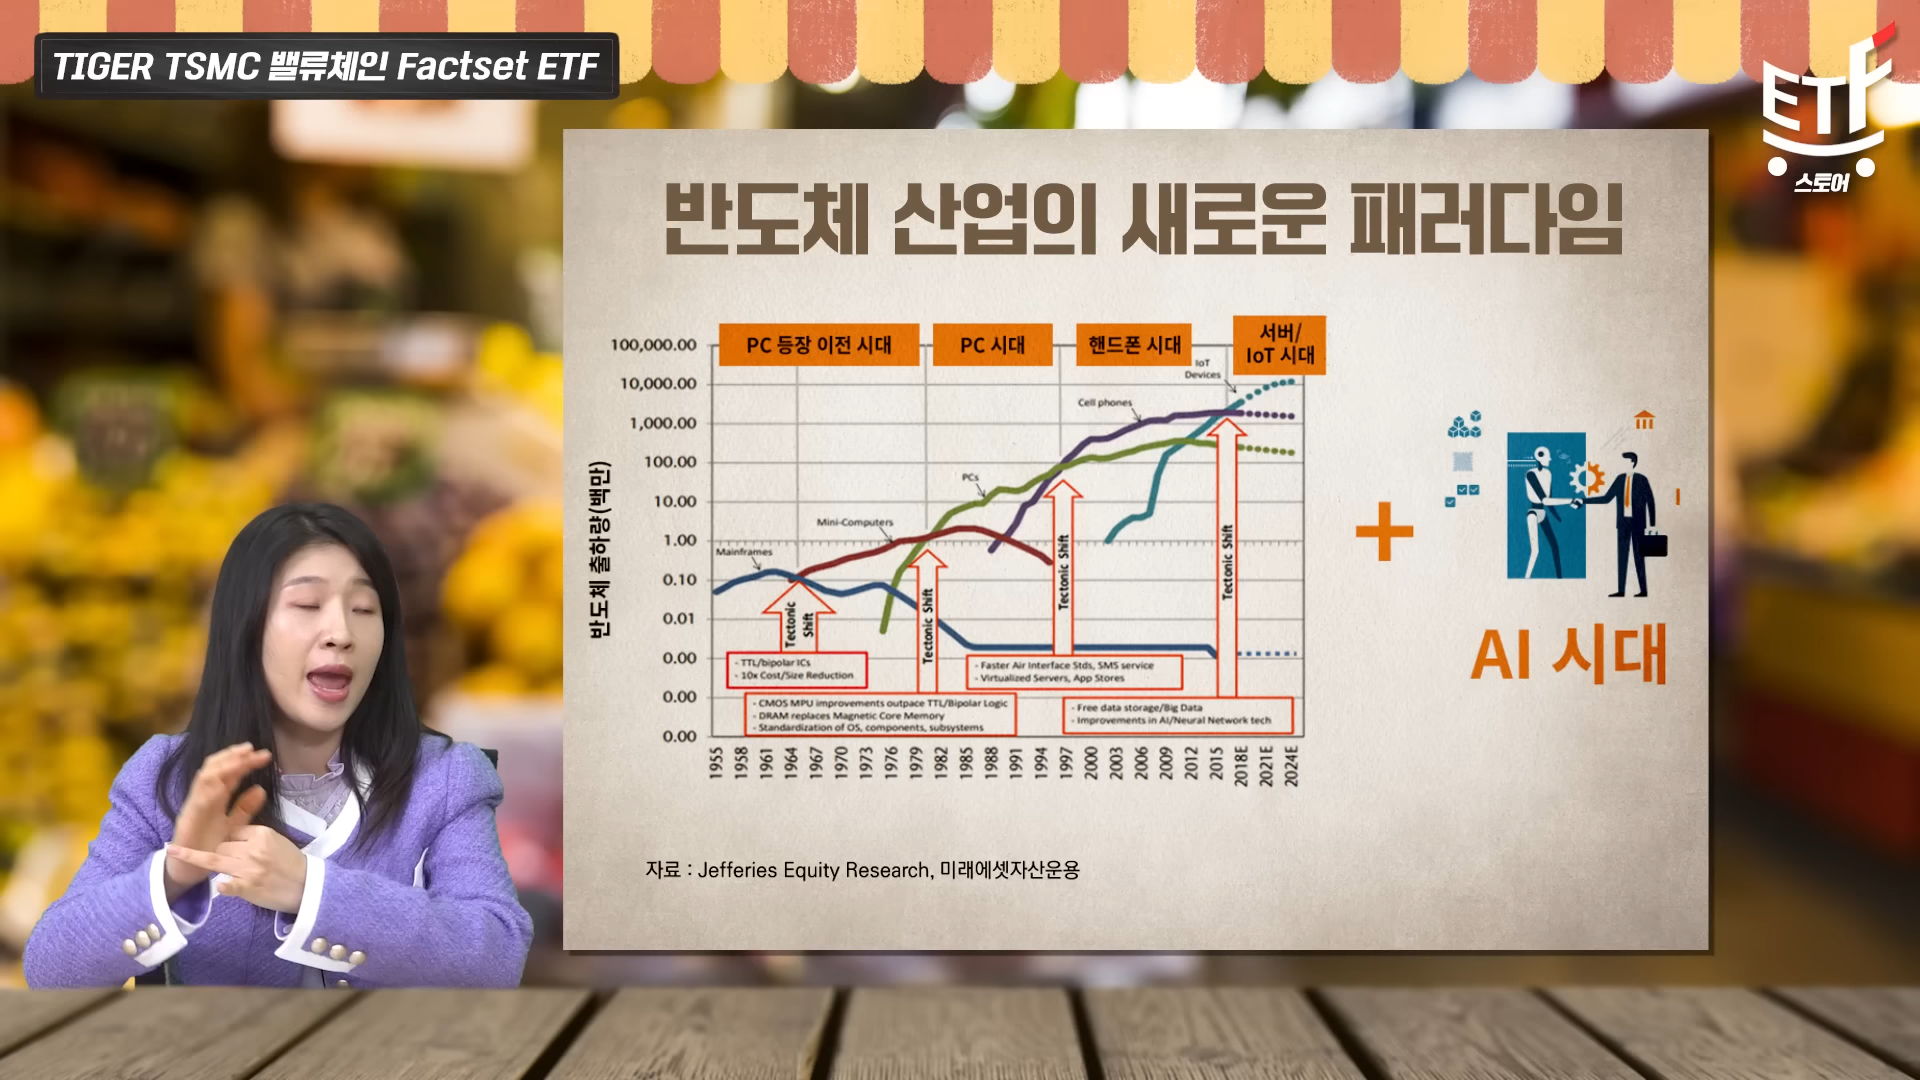 TIGER TSMC 밸류체인 Factset ETF
ETF
스토어
반도체 산업의 새로운 패러다임
PC 등장 이전 시대
PC 시대
핸드폰 시대
서버/
IoT 시대
반도체 출하량(백만)
100,000.00
10,000.00
1,000.00
100.00
10.00
1.00
0.10
0.01
0.00
0.00
0.00
IoT
Devices
Cell phones
PCs
Mini-Computers
Mainframes
Tectonic
Shift
Tectonic Shift
Tectonic Shift
Tectonic Shift
- TTL/bipolar ICs
- 10x Cost/Size Reduction
- Faster Air Interface Stds, SMS service
- Virtualized Servers, App Stores
- CMOS MPU improvements outpace TTL/Bipolar Logic
- DRAM replaces Magnetic Core Memory
- Standardization of OS, components, subsystems
- Free data storage/Big Data
- Improvements in AI/Neural Network tech
1955
1958
1961
1964
1967
1970
1973
1976
1979
1982
1985
1988
1991
1994
1997
2000
2003
2006
2009
2012
2015
2018E
2021E
2024E
+
AI 시대
자료 : Jefferies Equity Research, 미래에셋자산운용